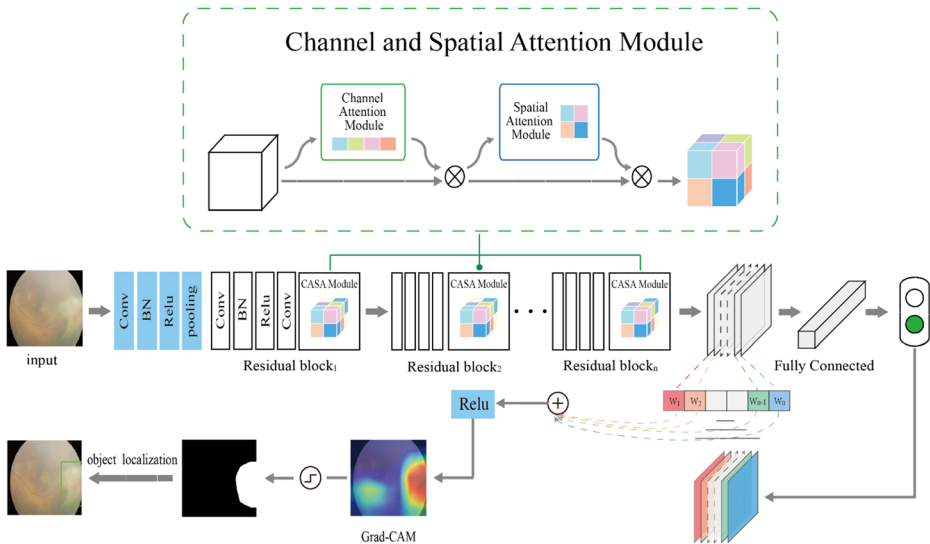 Channel and Spatial Attention Module
Channel
Attention
Module
Spatial
Attention
Module
input
Conv
BN
Relu
pooling
Conv
BN
Relu
Conv
CASA Module
Residual block1
CASA Module
Residual block2
CASA Module
Residual blockn
Fully Connected
W1
W2
Wn-1
Wn
Relu
Grad-CAM
object localization